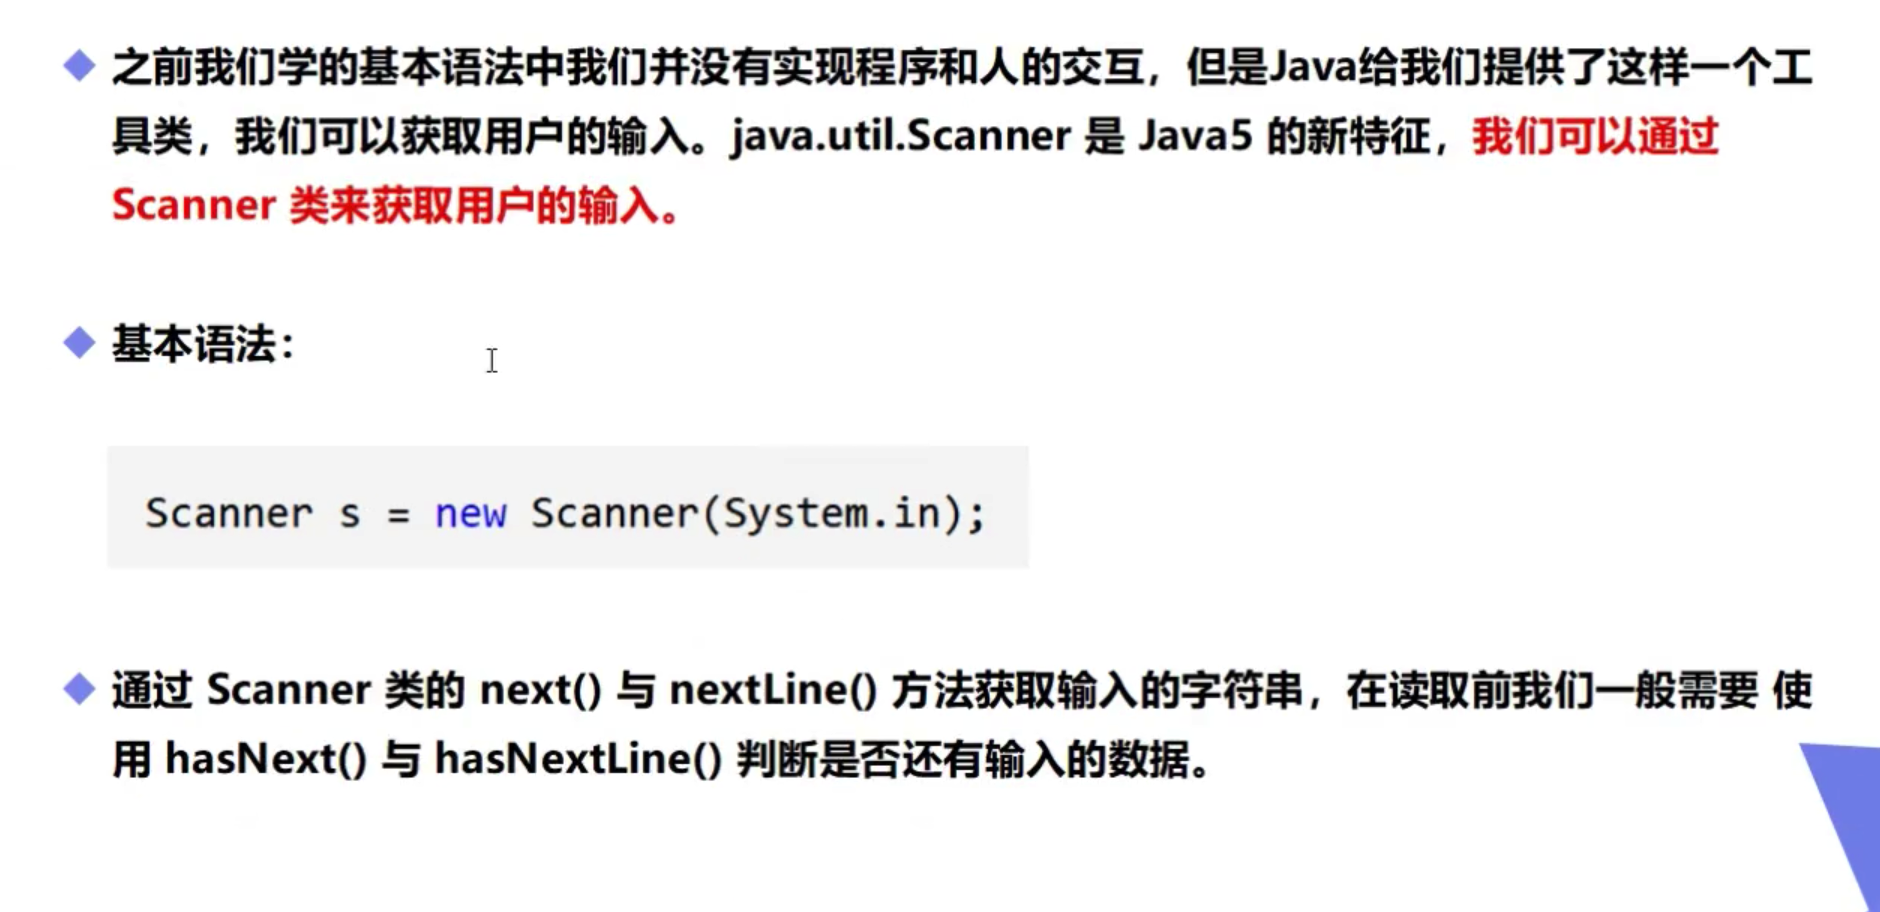 之前我们学的基本语法中我们并没有实现程序和人的交互，但是Java给我们提供了这样一个工
具类，我们可以获取用户的输入。java.util.Scanner 是 Java5 的新特征，我们可以通过
Scanner 类来获取用户的输入。
基本语法：
Scanner s = new Scanner(System.in);
通过 Scanner 类的 next() 与 nextLine() 方法获取输入的字符串，在读取前我们一般需要 使
用 hasNext() 与 hasNextLine() 判断是否还有输入的数据。